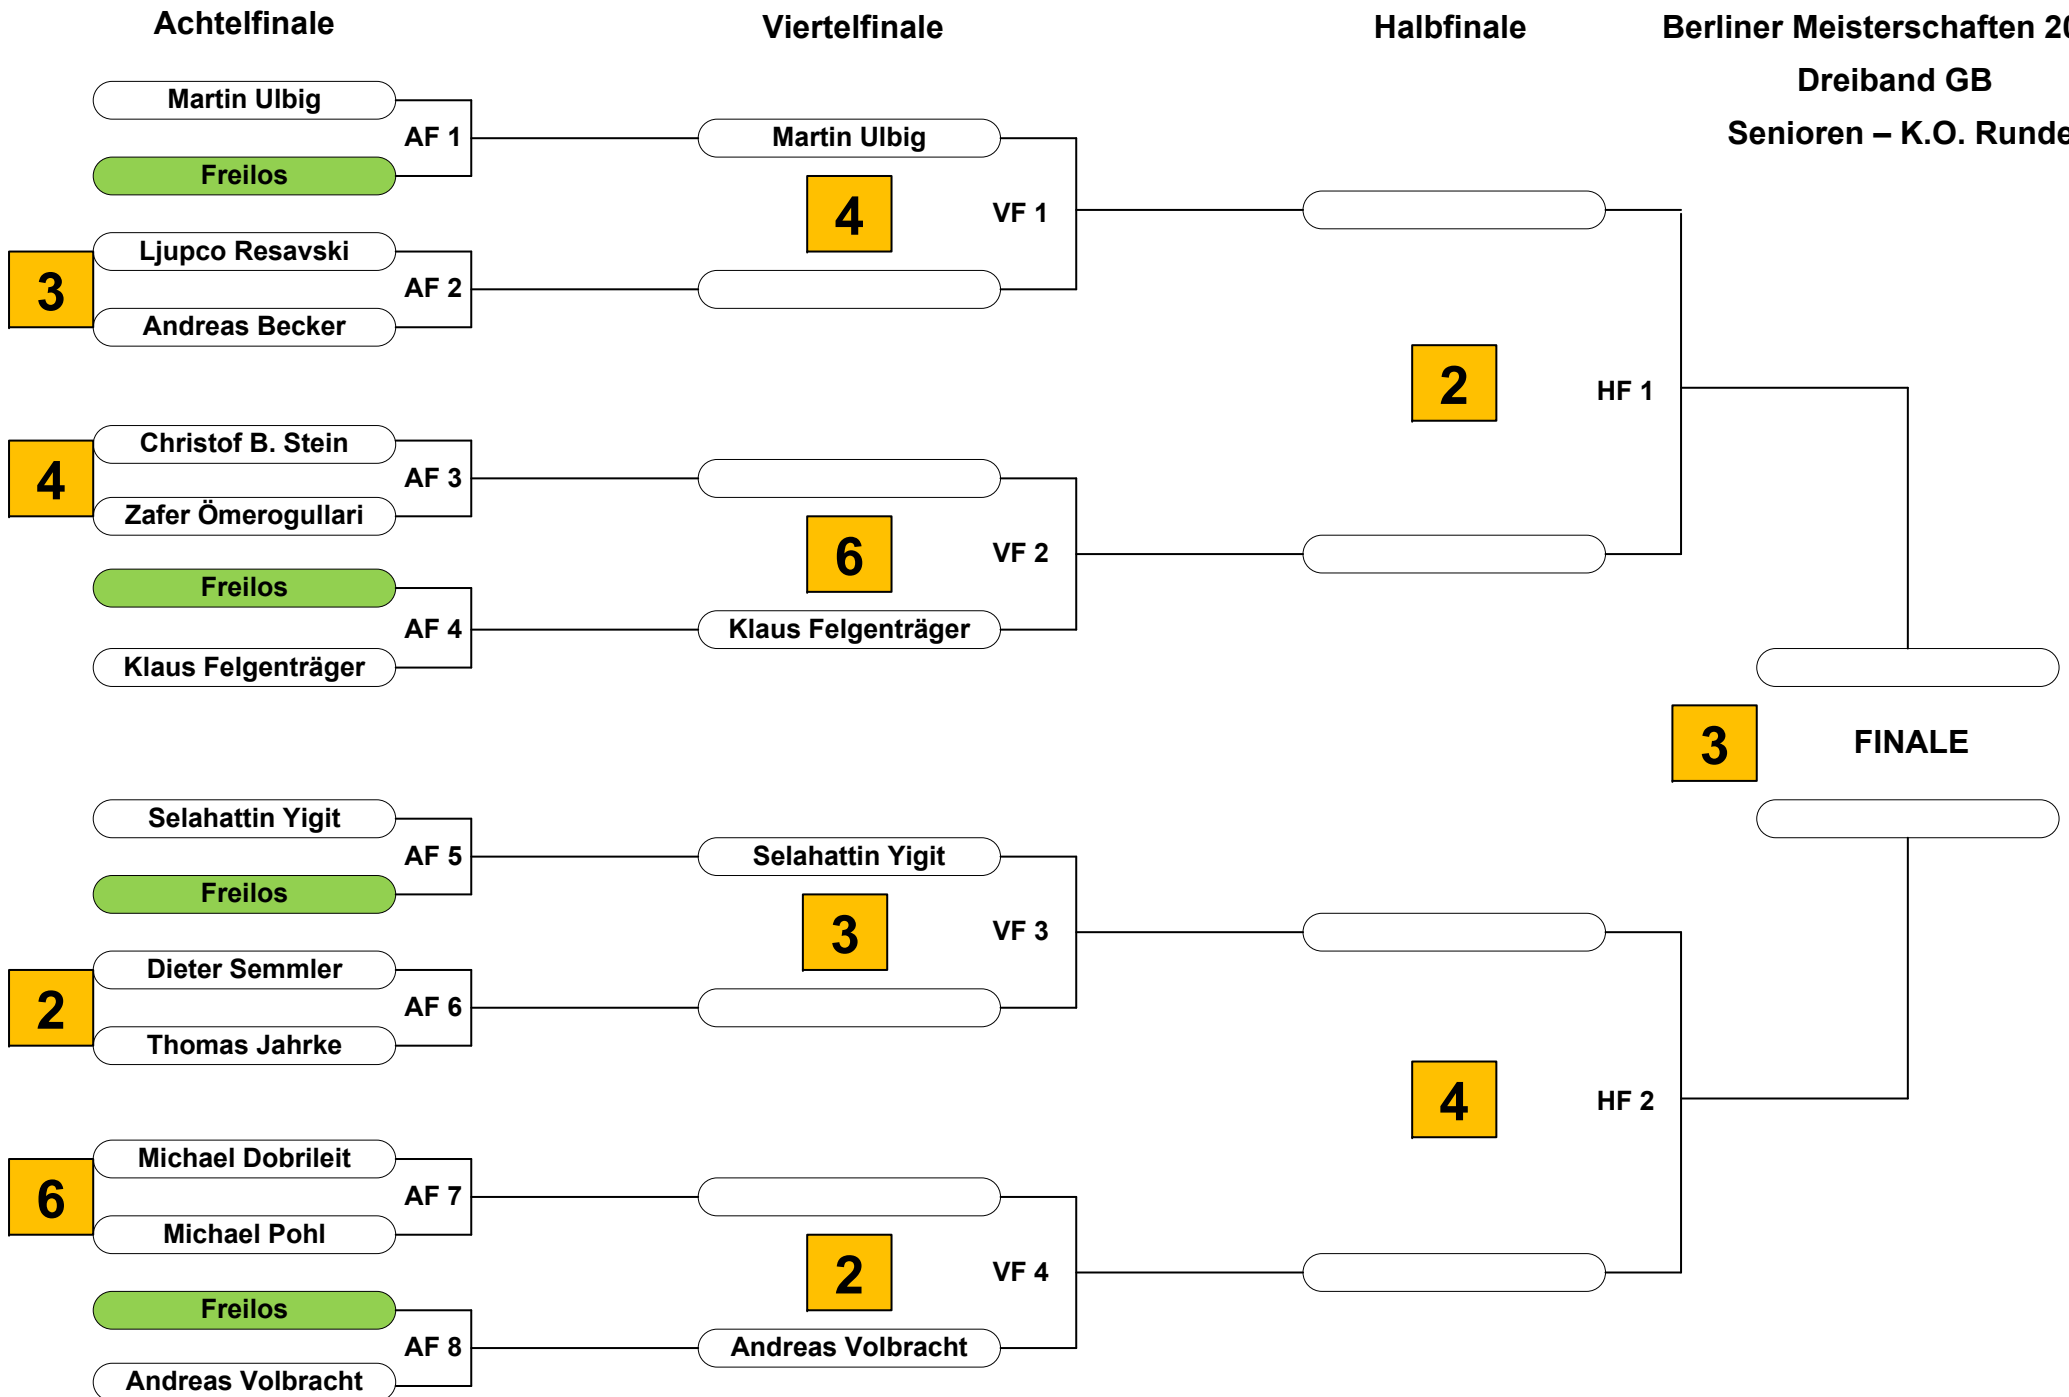 Achtelfinale
Viertelfinale
Halbfinale
Berliner Meisterschaften 20
Dreiband GB
Senioren – K.O. Runde
Martin Ulbig
AF 1
Freilos
Ljupco Resavski
3
AF 2
Andreas Becker
Christof B. Stein
4
AF 3
Zafer Ömerogullari
Freilos
AF 4
Klaus Felgenträger
Selahattin Yigit
AF 5
Freilos
Dieter Semmler
2
AF 6
Thomas Jahrke
Michael Dobrileit
6
AF 7
Michael Pohl
Freilos
AF 8
Andreas Volbracht
Martin Ulbig
4
VF 1
6
VF 2
Klaus Felgenträger
Selahattin Yigit
3
VF 3
2
VF 4
Andreas Volbracht
2
HF 1
4
HF 2
3
FINALE